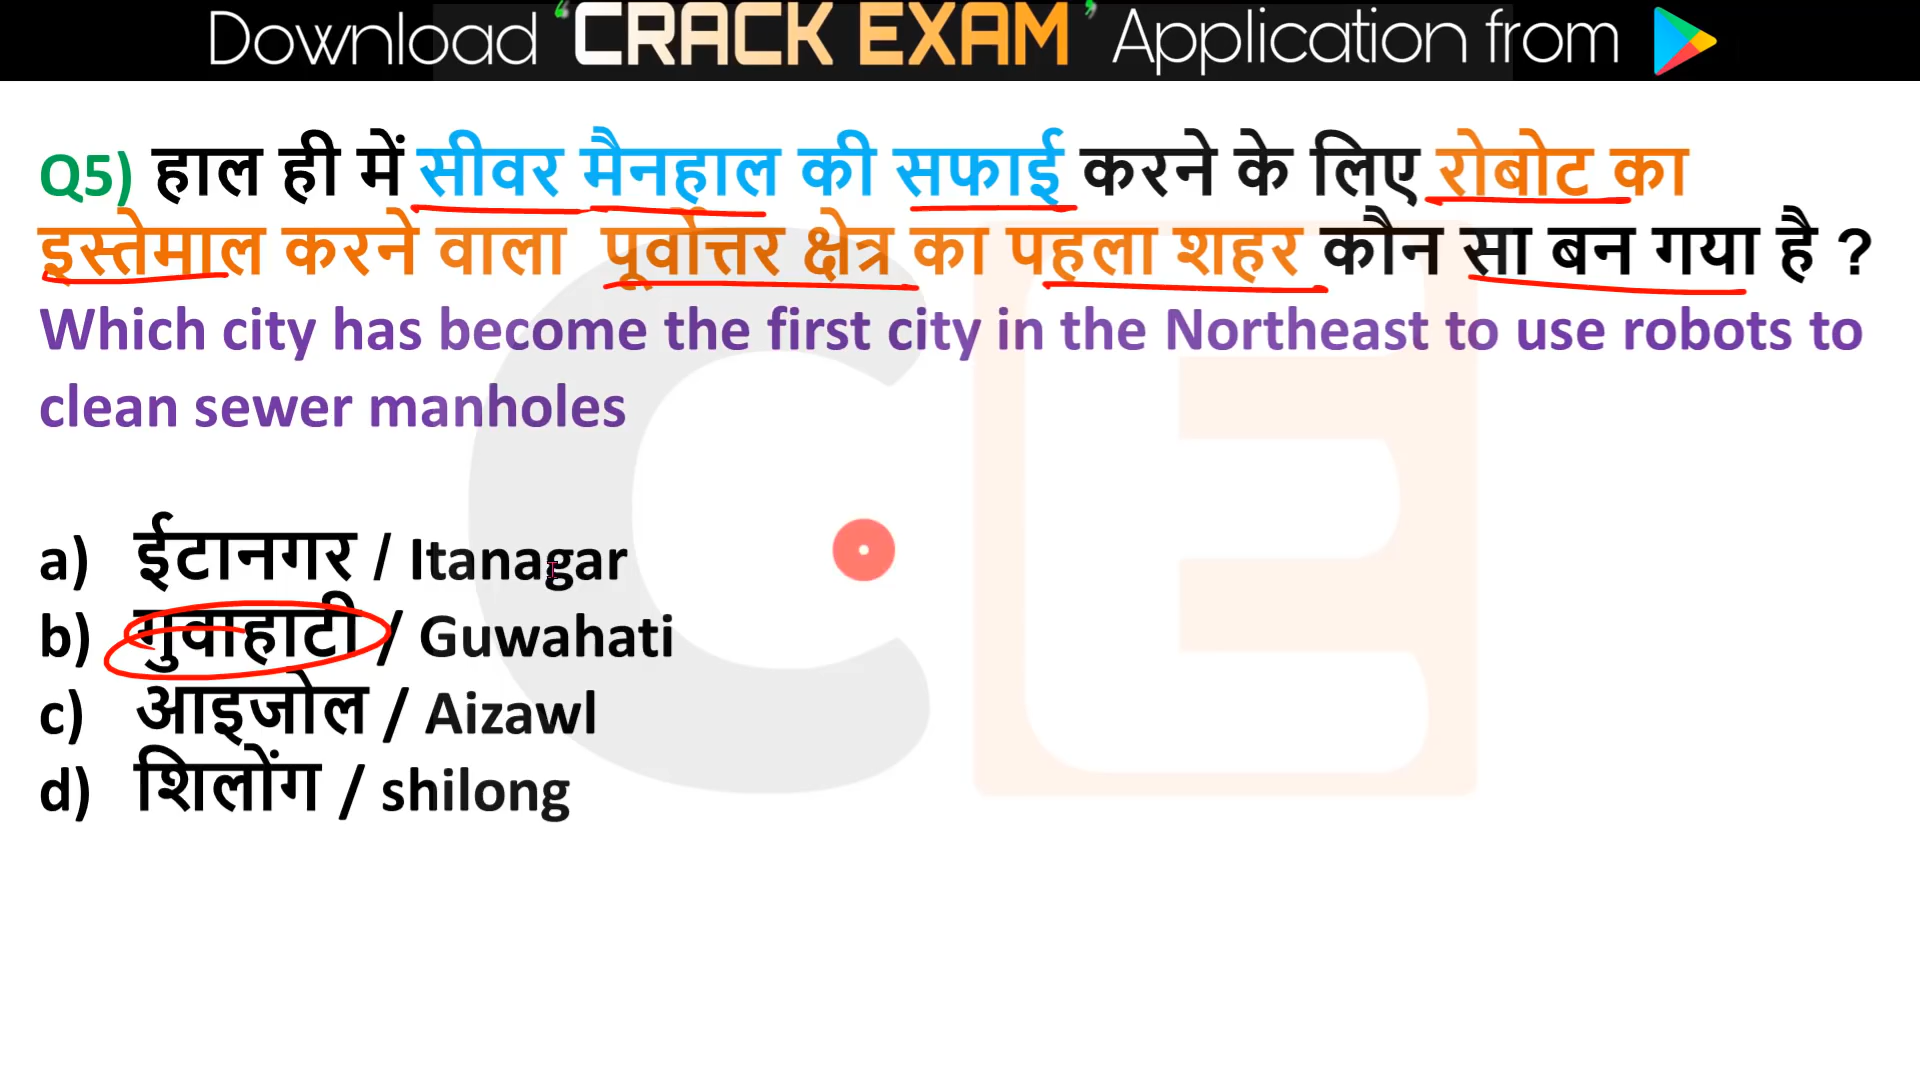 Download ‘CRACK EXAM’ Application from
Q5) हाल ही में सीवर मैनहाल की सफाई करने के लिए रोबोट का
इस्तेमाल करने वाला पूर्वोत्तर क्षेत्र का पहला शहर कौन सा बन गया है ?
Which city has become the first city in the Northeast to use robots to
clean sewer manholes
a) ईटानगर / Itanagar
b) गुवाहाटी / Guwahati
c) आइजोल / Aizawl
d) शिलोंग / shilong
CE